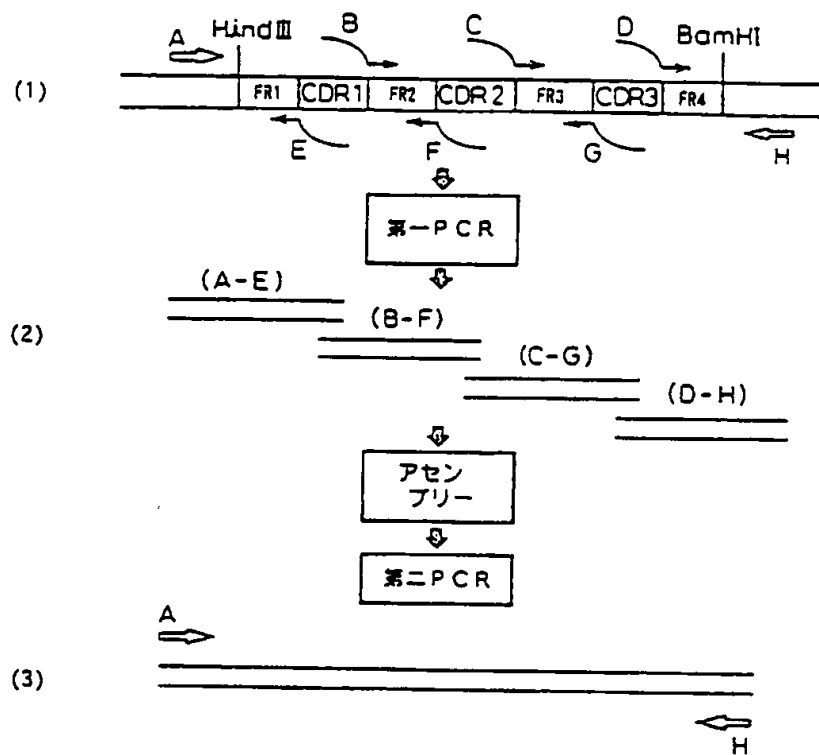 A HindⅢ B C D BamHI
(1) FR1 CDR1 FR2 CDR2 FR3 CDR3 FR4
E F G H
第一PCR
(A-E)
(2) (B-F)
(C-G)
(D-H)
アセン
ブリー
第二PCR
A
(3)
H